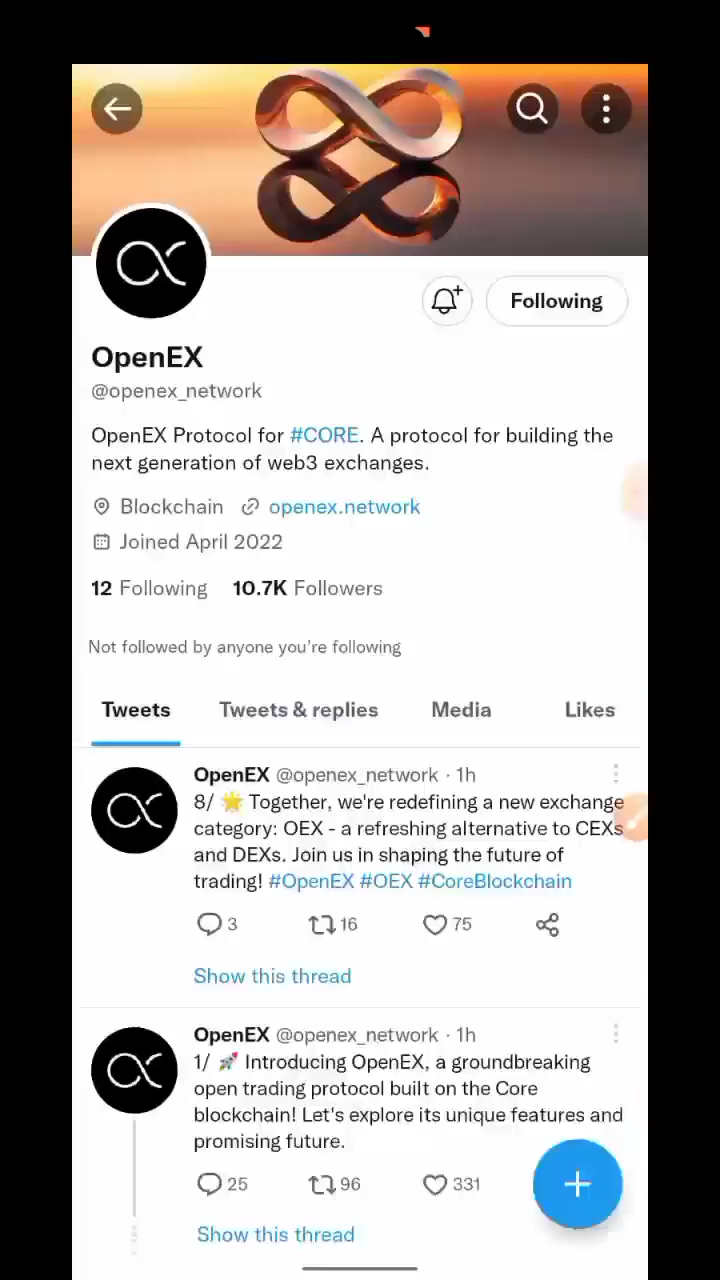 Following
OpenEX
@openex_network
OpenEX Protocol for #CORE. A protocol for building the
next generation of web3 exchanges.
Blockchain openex.network
Joined April 2022
12 Following 10.7K Followers
Not followed by anyone you're following
Tweets Tweets & replies Media Likes
OpenEX @openex_network · 1h
8/ 🌟 Together, we're redefining a new exchange
category: OEX - a refreshing alternative to CEXs
and DEXs. Join us in shaping the future of
trading! #OpenEX #OEX #CoreBlockchain
3 16 75
Show this thread
OpenEX @openex_network · 1h
1/ 🚀 Introducing OpenEX, a groundbreaking
open trading protocol built on the Core
blockchain! Let's explore its unique features and
promising future.
25 96 331
Show this thread